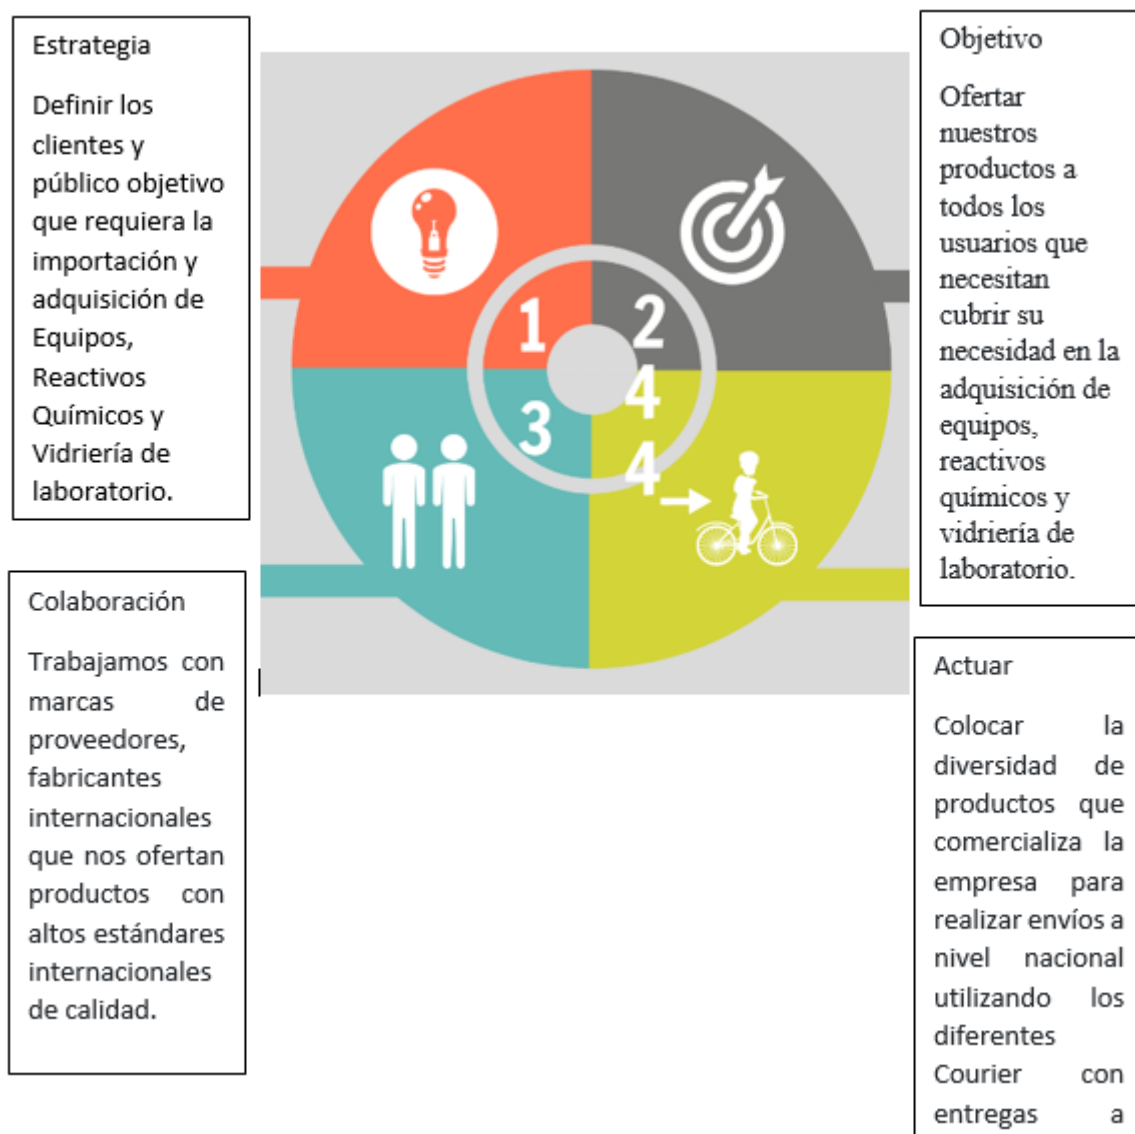 Estrategia
Definir los
clientes y
público objetivo
que requiera la
importación y
adquisición de
Equipos,
Reactivos
Químicos y
Vidriería de
laboratorio.
1
2
3
4
4
Objetivo
Ofertar
nuestros
productos a
todos los
usuarios que
necesitan
cubrir su
necesidad en la
adquisición de
equipos,
reactivos
químicos y
vidriería de
laboratorio.
Colaboración
Trabajamos con
marcas de
proveedores,
fabricantes
internacionales
que nos ofertan
productos con
altos estándares
internacionales
de calidad.
Actuar
Colocar la
diversidad de
productos que
comercializa la
empresa para
realizar envíos a
nivel nacional
utilizando los
diferentes
Courier con
entregas a